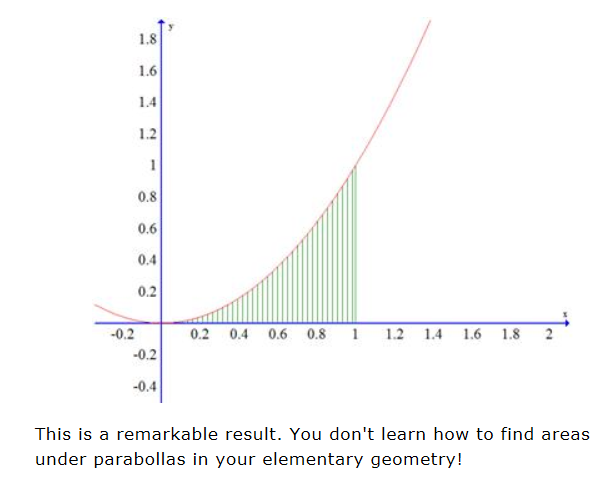 y
1.8
1.6
1.4
1.2
1
0.8
0.6
0.4
0.2
x
-0.2 0.2 0.4 0.6 0.8 1 1.2 1.4 1.6 1.8 2
-0.2
-0.4
This is a remarkable result. You don't learn how to find areas
under parabollas in your elementary geometry!